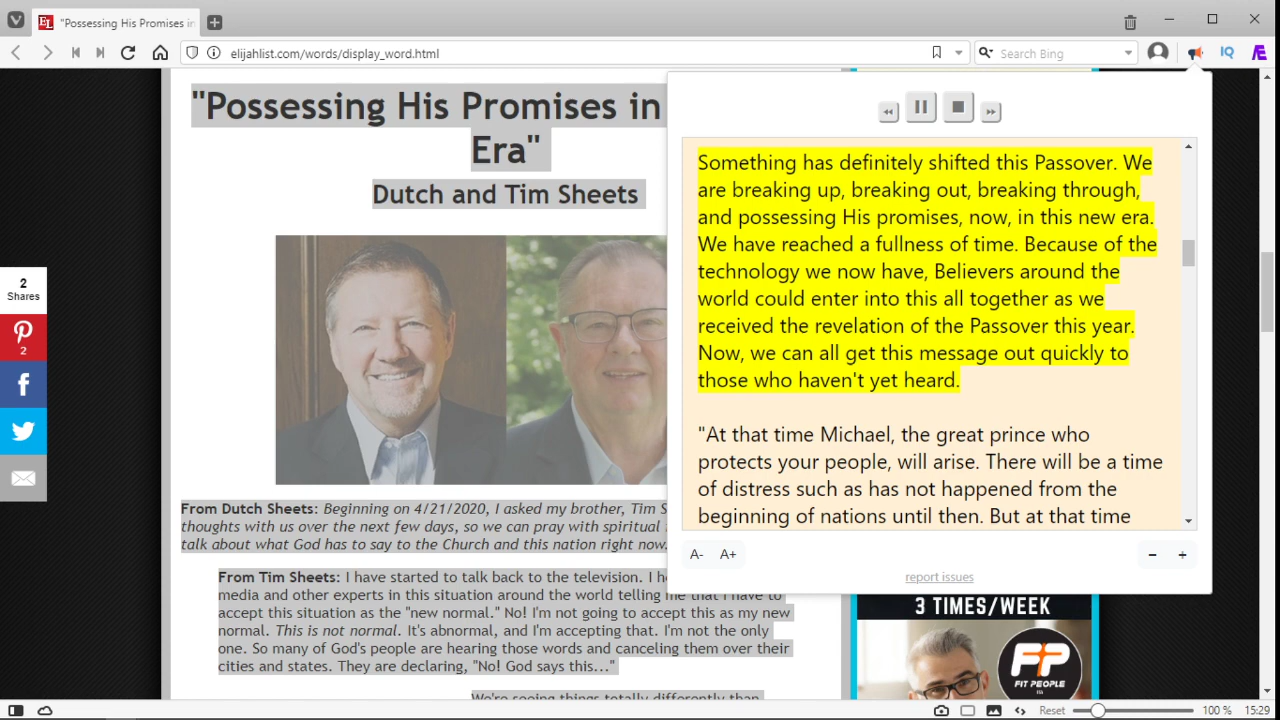 "Possessing His Promises in
elijahlist.com/words/display_word.html
Search Bing
IQ
"Possessing His Promises in
Era"
Dutch and Tim Sheets
2
Shares
2
From Dutch Sheets: Beginning on 4/21/2020, I asked my brother, Tim S
thoughts with us over the next few days, so we can pray with spiritual
talk about what God has to say to the Church and this nation right now.
From Tim Sheets: I have started to talk back to the television. I h
media and other experts in this situation around the world telling me that I have to
accept this situation as the "new normal." No! I'm not going to accept this as my new
normal. This is not normal. It's abnormal, and I'm accepting that. I'm not the only
one. So many of God's people are hearing those words and canceling them over their
cities and states. They are declaring, "No! God says this..."
We're seeing things totally differently than
Something has definitely shifted this Passover. We
are breaking up, breaking out, breaking through,
and possessing His promises, now, in this new era.
We have reached a fullness of time. Because of the
technology we now have, Believers around the
world could enter into this all together as we
received the revelation of the Passover this year.
Now, we can all get this message out quickly to
those who haven't yet heard.
"At that time Michael, the great prince who
protects your people, will arise. There will be a time
of distress such as has not happened from the
beginning of nations until then. But at that time
A- A+ − +
report issues
3 TIMES/WEEK
FP
FIT PEOPLE
Reset 100 % 15:29